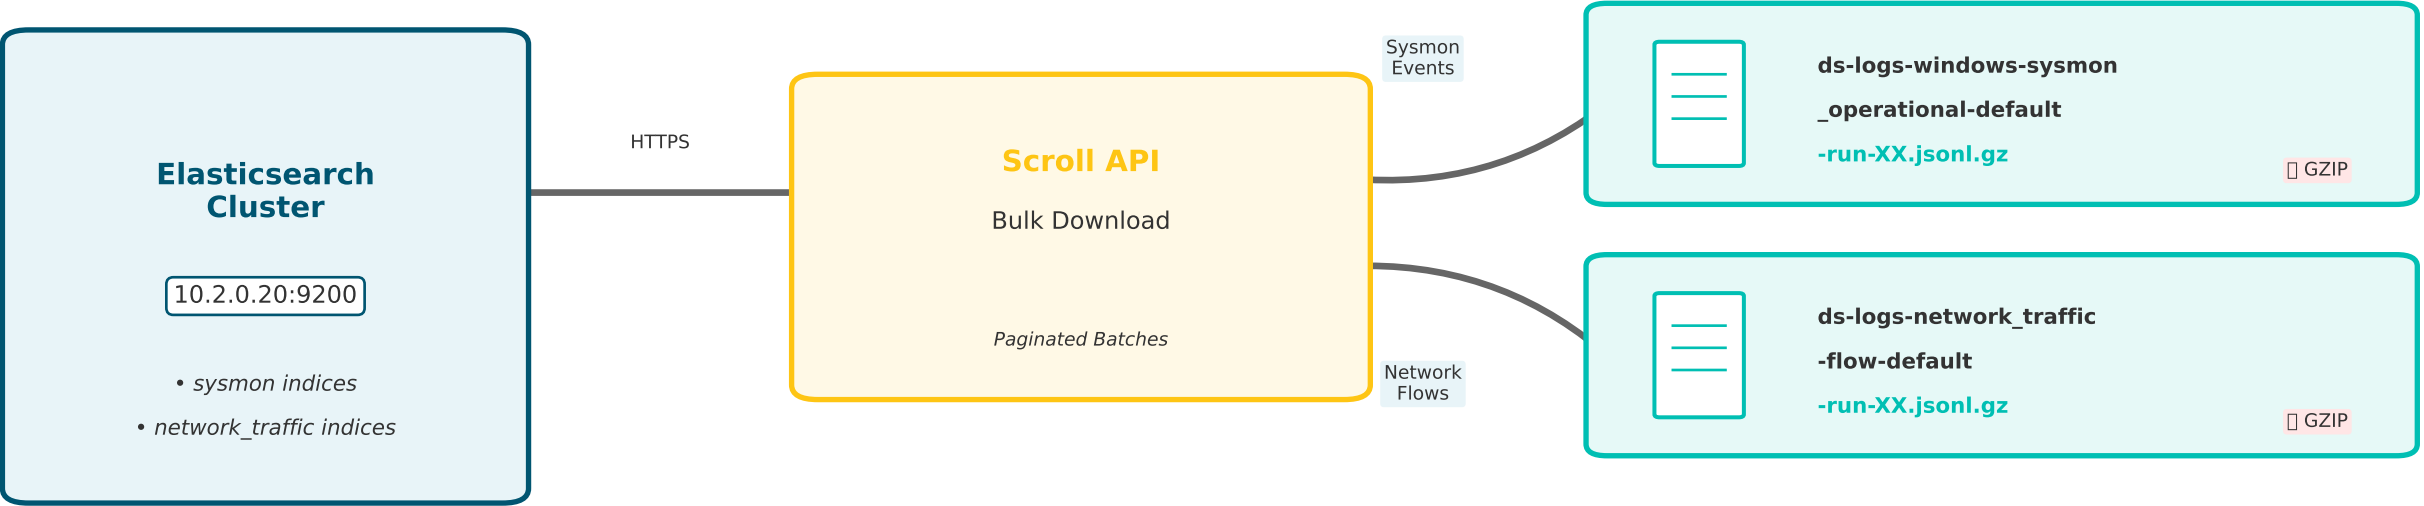 Elasticsearch
Cluster
10.2.0.20:9200
• sysmon indices
• network_traffic indices
HTTPS
Scroll API
Bulk Download
Paginated Batches
Sysmon
Events
Network
Flows
ds-logs-windows-sysmon
_operational-default
-run-XX.jsonl.gz
GZIP
ds-logs-network_traffic
-flow-default
-run-XX.jsonl.gz
GZIP